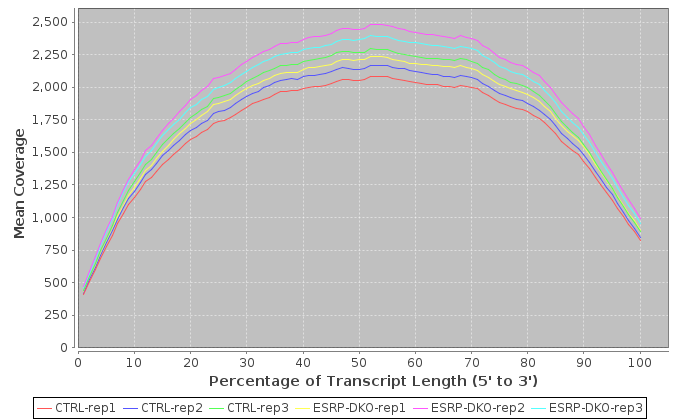 2,500
2,250
2,000
1,750
1,500
1,250
1,000
750
500
250
0
Mean Coverage
0 10 20 30 40 50 60 70 80 90 100
Percentage of Transcript Length (5' to 3')
CTRL-rep1 CTRL-rep2 CTRL-rep3 ESRP-DKO-rep1 ESRP-DKO-rep2 ESRP-DKO-rep3